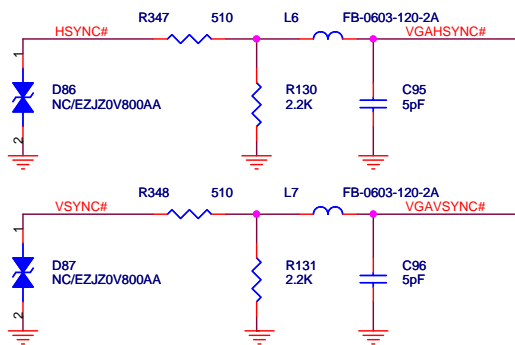 R347 510 L6 FB-0603-120-2A
HSYNC# VGAHSYNC#
1
D86
NC/EZJZ0V800AA
R130
2.2K
C95
5pF
2
R348 510 L7 FB-0603-120-2A
VSYNC# VGAVSYNC#
1
D87
NC/EZJZ0V800AA
R131
2.2K
C96
5pF
2